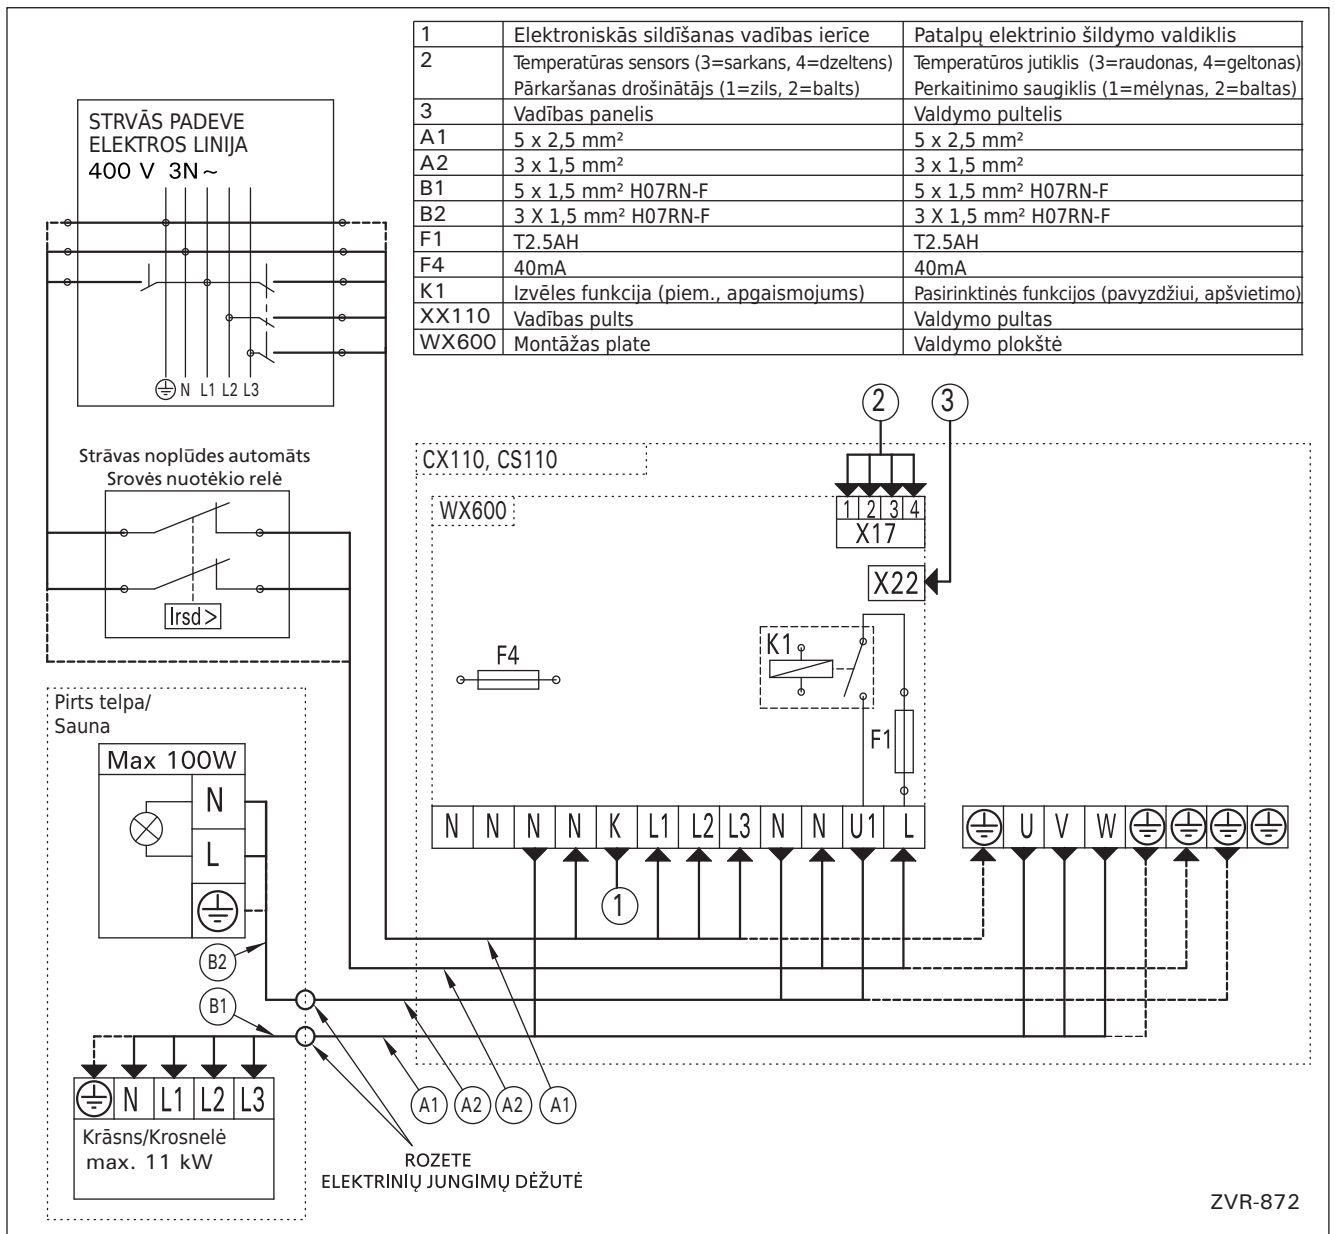 1 Elektroniskās sildīšanas vadības ierīce Patalpų elektrinio šildymo valdiklis
2 Temperatūras sensors (3=sarkans, 4=dzeltens) Temperatūros jutiklis (3=raudonas, 4=geltonas)
Pārkaršanas drošinātājs (1=zils, 2=balts) Perkaitinimo saugiklis (1=mėlynas, 2=baltas)
3 Vadības panelis Valdymo pultelis
A1 5 x 2,5 mm² 5 x 2,5 mm²
A2 3 x 1,5 mm² 3 x 1,5 mm²
B1 5 x 1,5 mm² H07RN-F 5 x 1,5 mm² H07RN-F
B2 3 X 1,5 mm² H07RN-F 3 X 1,5 mm² H07RN-F
F1 T2.5AH T2.5AH
F4 40mA 40mA
K1 Izvēles funkcija (piem., apgaismojums) Pasirinktinės funkcijos (pavyzdžiui, apšvietimo)
XX110 Vadības pults Valdymo pultas
WX600 Montāžas plate Valdymo plokštė
STRVĀS PADEVE
ELEKTROS LINIJA
400 V 3N~
N L1 L2 L3
Strāvas noplūdes automāts
Srovės nuotėkio relė
Irsd>
2 3
CX110, CS110
WX600
1 2 3 4
X17
X22
K1
F4
F1
Pirts telpa/
Sauna
Max 100W
N
L
N N N N K L1 L2 L3 N N U1 L U V W
1
B2
B1
A1 A2 A2 A1
N L1 L2 L3
Krāsns/Krosnelė
max. 11 kW
ROZETE
ELEKTRINIŲ JUNGIMŲ DĖŽUTĖ
ZVR-872